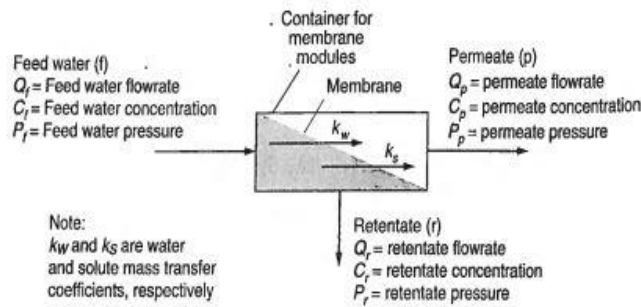 Container for
membrane
modules
Feed water (f)
Q_f = Feed water flowrate
C_f = Feed water concentration
P_f = Feed water pressure
Membrane
k_w
k_s
Permeate (p)
Q_p = permeate flowrate
C_p = permeate concentration
P_p = permeate pressure
Note:
k_W and k_S are water
and solute mass transfer
coefficients, respectively
Retentate (r)
Q_r = retentate flowrate
C_r = retentate concentration
P_r = retentate pressure